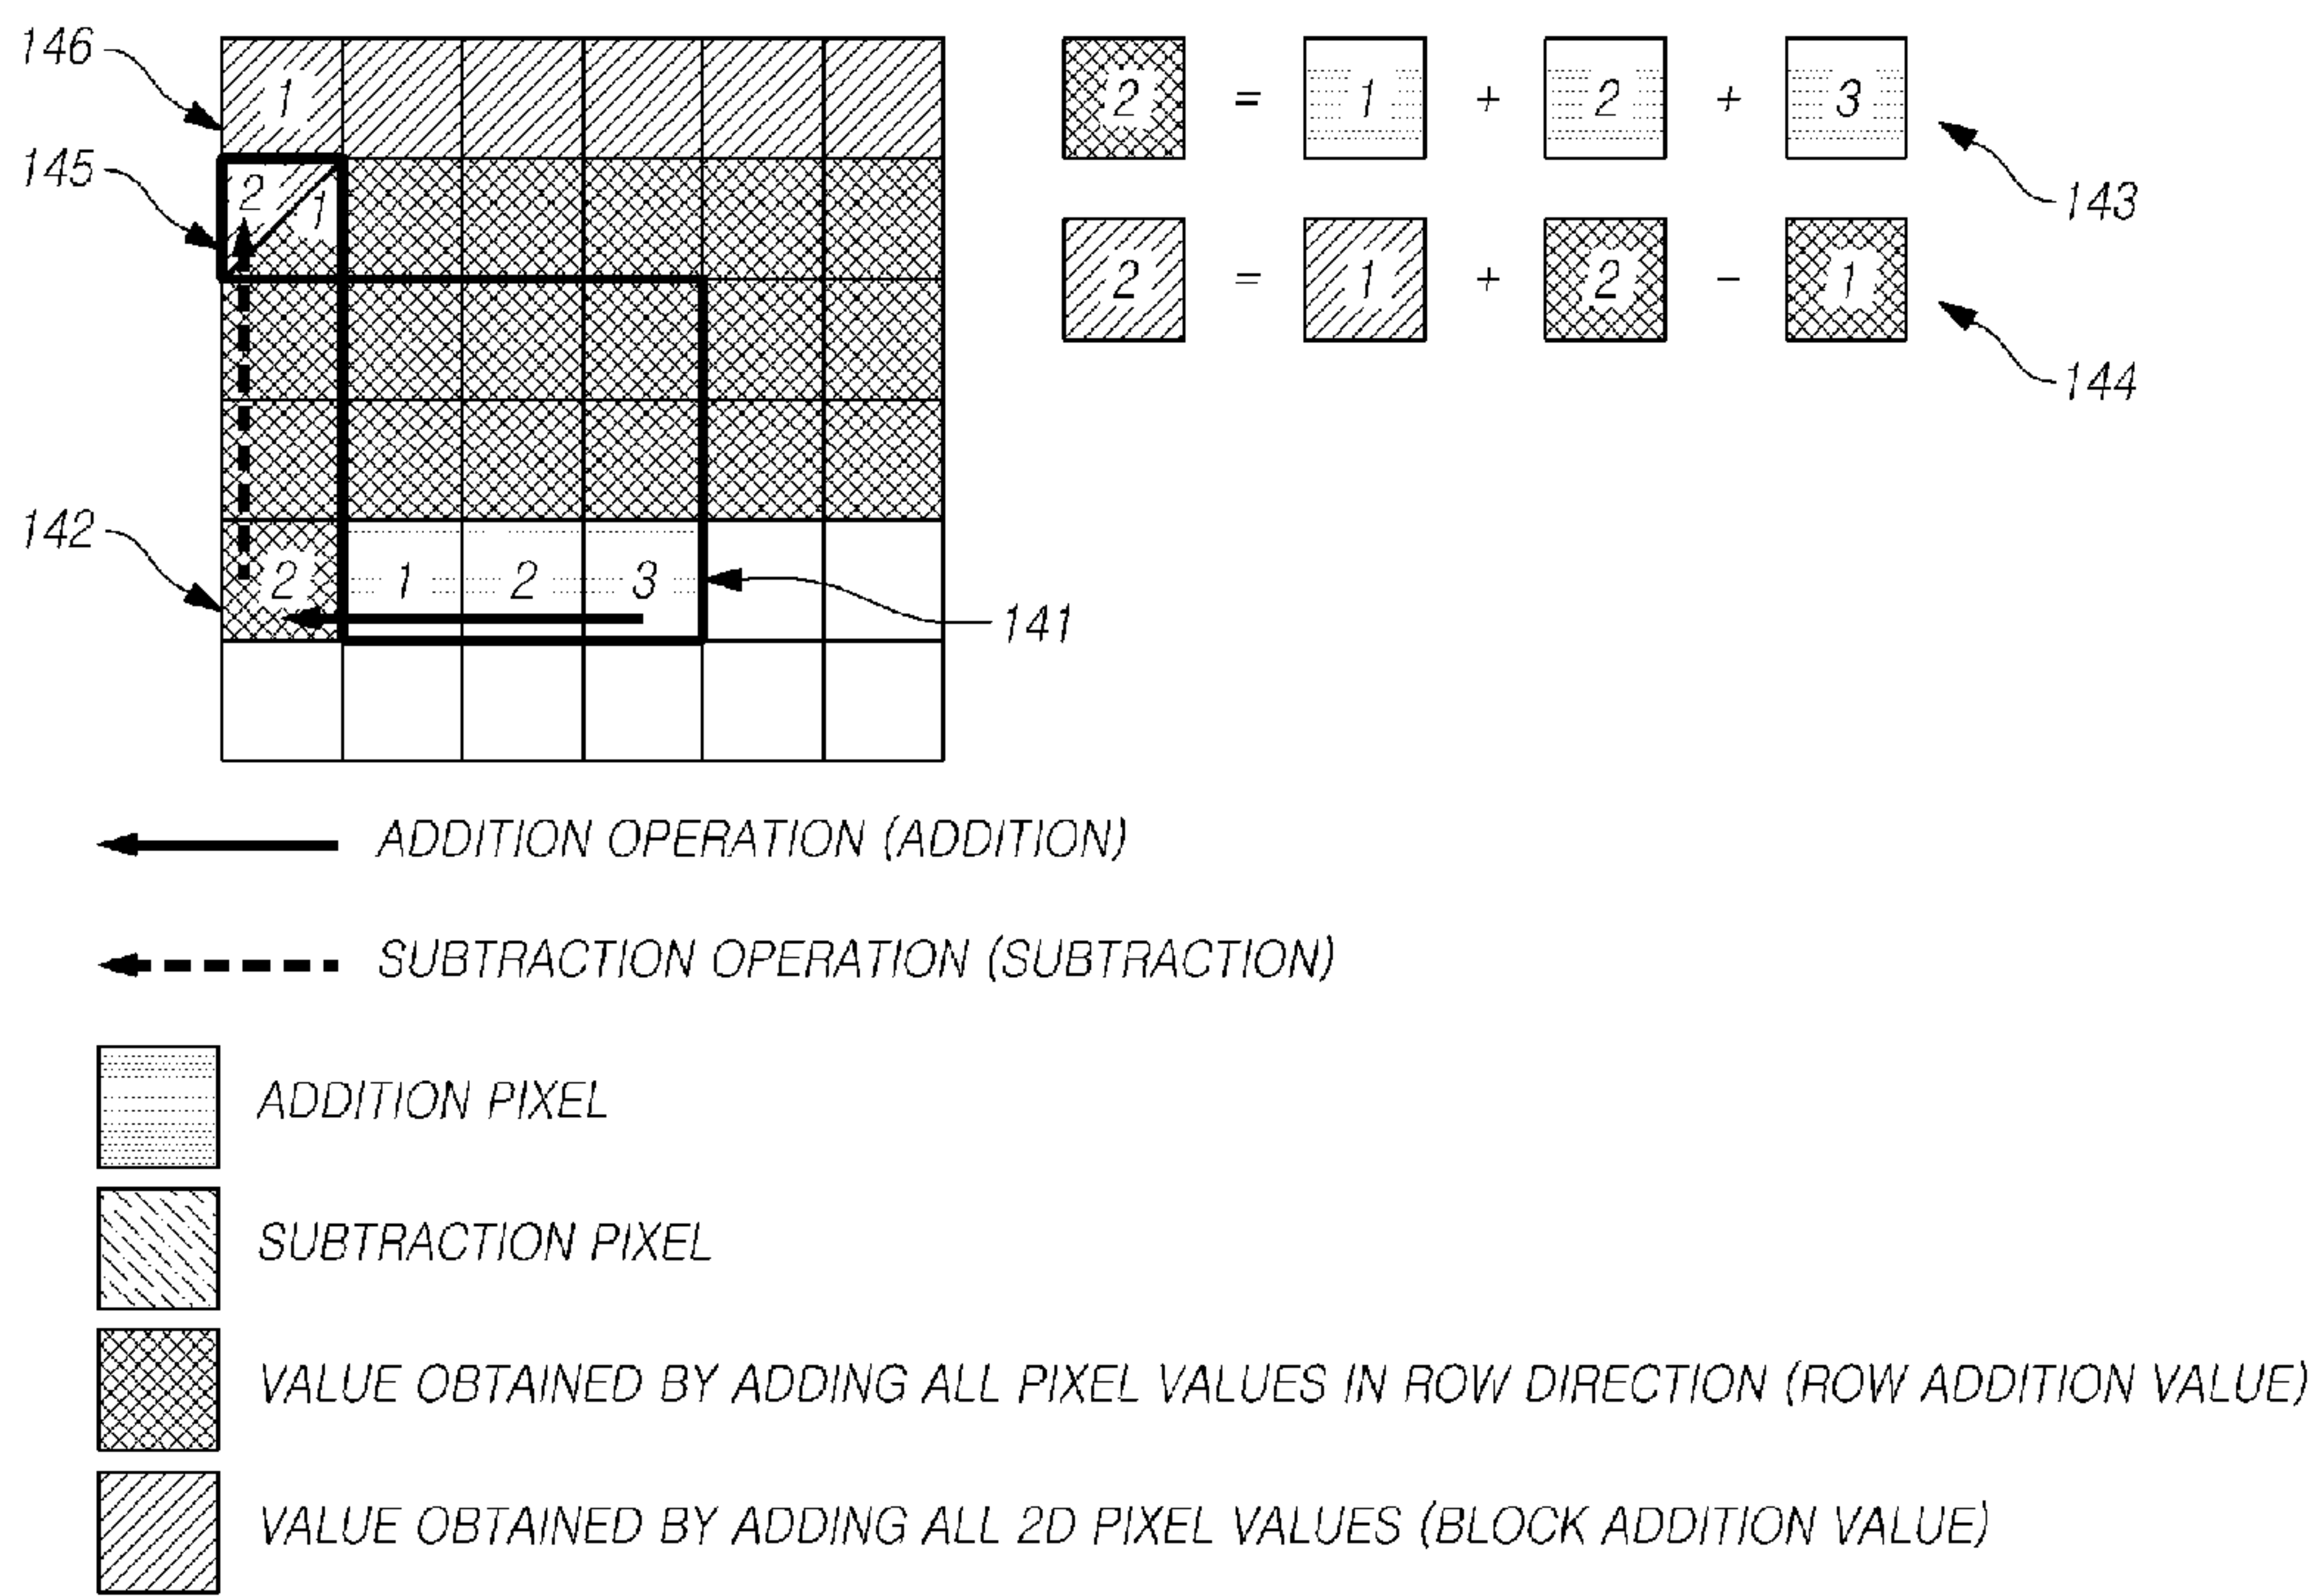 146
1
2 = 1 + 2 + 3
145
2
1
143
2 = 1 + 2 - 1
144
142
2 1 2 3
141
ADDITION OPERATION (ADDITION)
SUBTRACTION OPERATION (SUBTRACTION)
ADDITION PIXEL
SUBTRACTION PIXEL
VALUE OBTAINED BY ADDING ALL PIXEL VALUES IN ROW DIRECTION (ROW ADDITION VALUE)
VALUE OBTAINED BY ADDING ALL 2D PIXEL VALUES (BLOCK ADDITION VALUE)